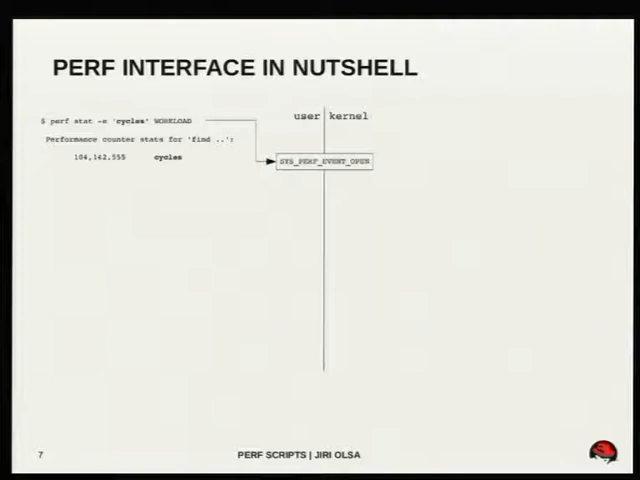 PERF INTERFACE IN NUTSHELL
$ perf stat -e 'cycles' WORKLOAD
user kernel
Performance counter stats for 'find ..':
104,142,555 cycles
SYS_PERF_EVENT_OPEN
7
PERF SCRIPTS | JIRI OLSA